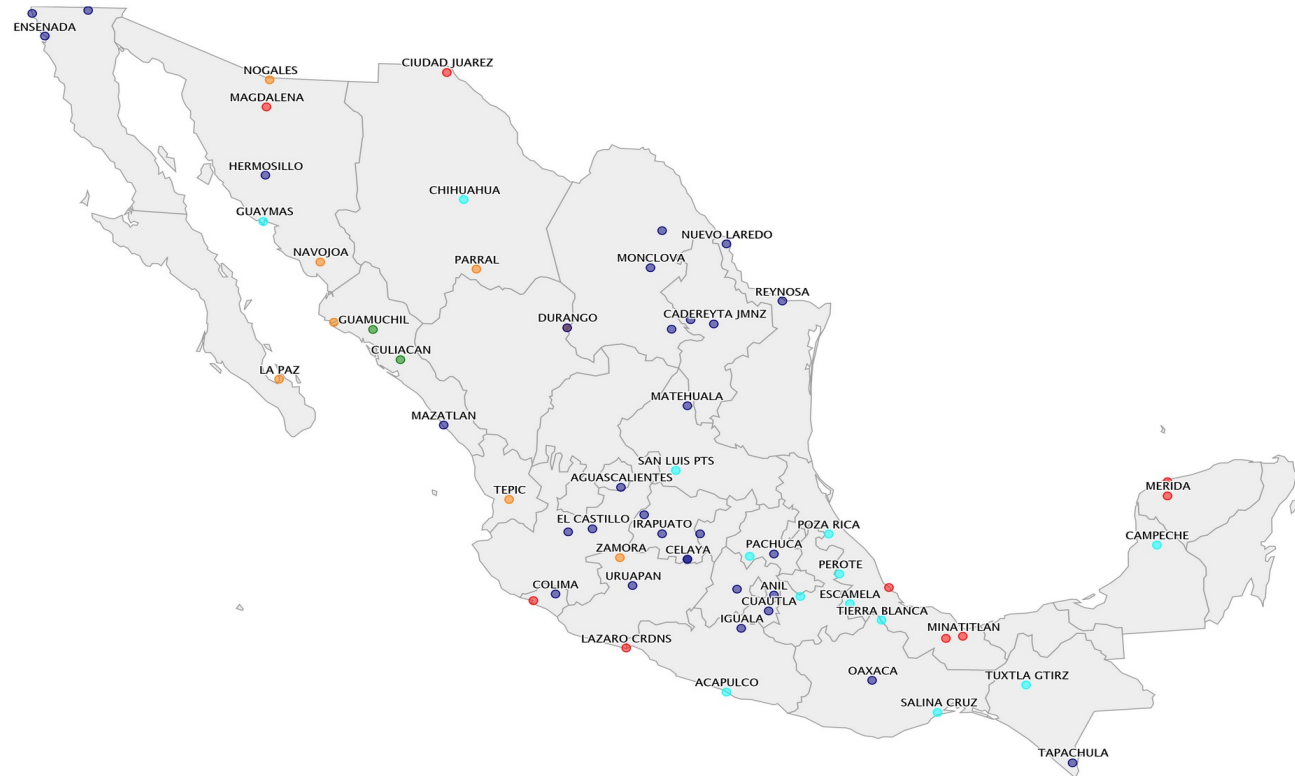 ENSENADA
CIUDAD JUAREZ
NOGALES
MAGDALENA
HERMOSILLO
CHIHUAHUA
GUAYMAS
NUEVO LAREDO
NAVOJOA
PARRAL
MONCLOVA
REYNOSA
GUAMUCHIL
DURANGO
CADEREYTA JMNZ
CULIACAN
LA PAZ
MATEHUALA
MAZATLAN
SAN LUIS PTS
AGUASCALIENTES
TEPIC
MERIDA
EL CASTILLO
IRAPUATO
POZA RICA
CAMPECHE
ZAMORA
CELAYA
PACHUCA
PEROTE
COLIMA
URUAPAN
ANIL
ESCAMELA
CUAUTLA
TIERRA BLANCA
IGUALA
MINATITLAN
LAZARO CRDNS
OAXACA
TUXTLA GTIRZ
ACAPULCO
SALINA CRUZ
TAPACHULA